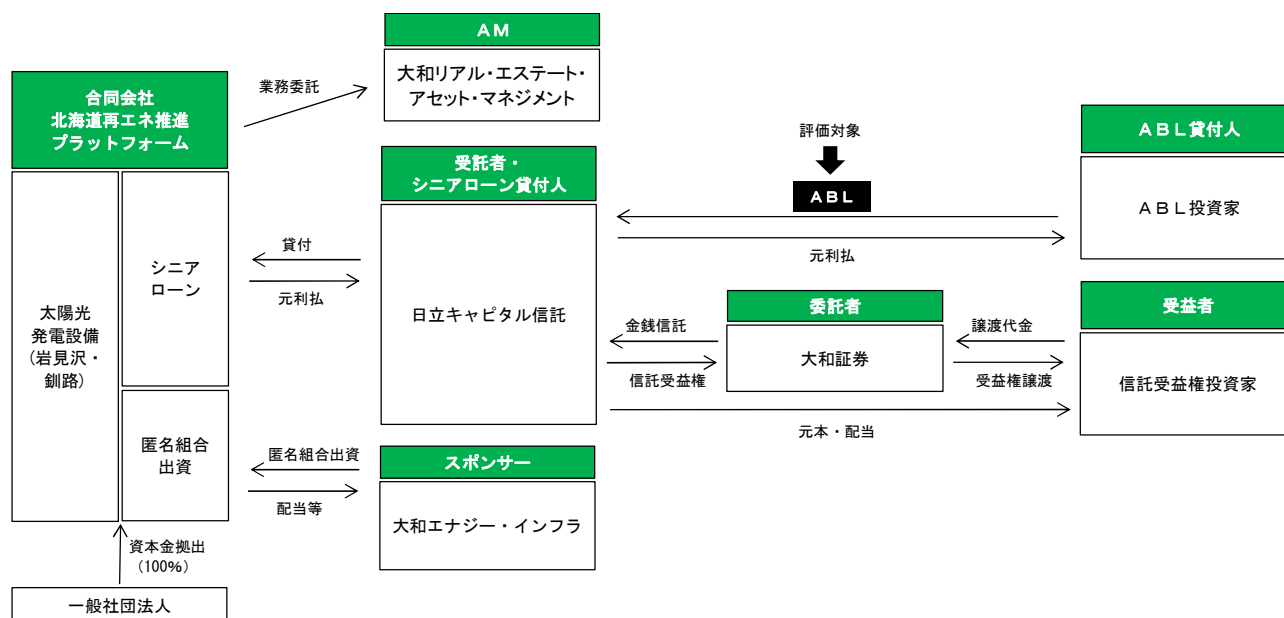 合同会社
北海道再エネ推進
プラットフォーム
太陽光
発電設備
(岩見沢・
釧路)
シニア
ローン
匿名組合
出資
資本金拠出
(100%)
一般社団法人
業務委託
AM
大和リアル・エステート・
アセット・マネジメント
受託者・
シニアローン貸付人
日立キャピタル信託
貸付
元利払
匿名組合出資
配当等
スポンサー
大和エナジー・インフラ
評価対象
ABL
元利払
ABL貸付人
ABL投資家
金銭信託
信託受益権
委託者
大和証券
譲渡代金
受益権譲渡
受益者
信託受益権投資家
元本・配当